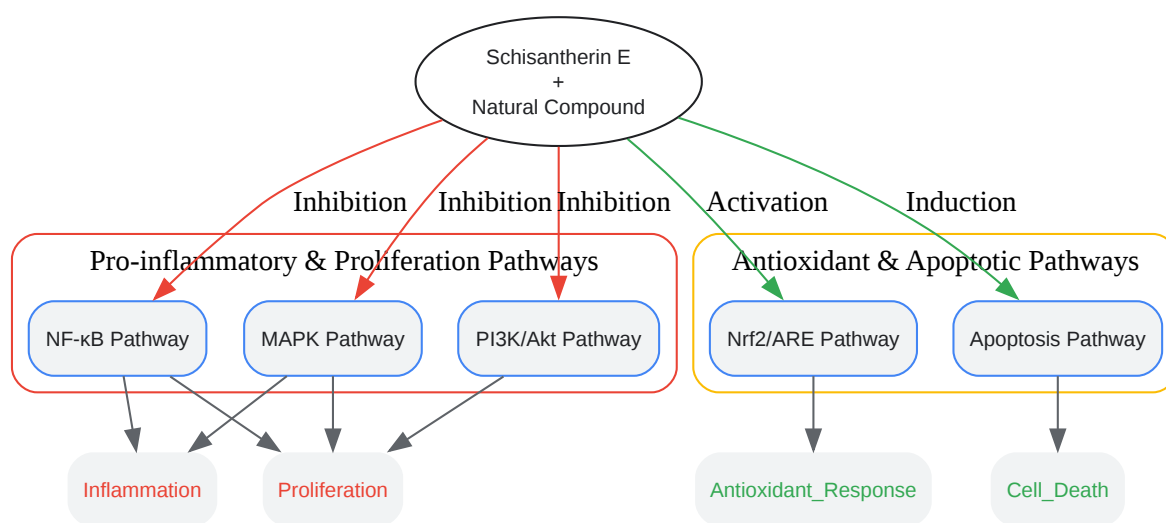 Schisantherin E
+
Natural Compound
Inhibition
Inhibition
Inhibition
Activation
Induction
Pro-inflammatory & Proliferation Pathways
Antioxidant & Apoptotic Pathways
NF-κB Pathway
MAPK Pathway
PI3K/Akt Pathway
Nrf2/ARE Pathway
Apoptosis Pathway
Inflammation
Proliferation
Antioxidant_Response
Cell_Death